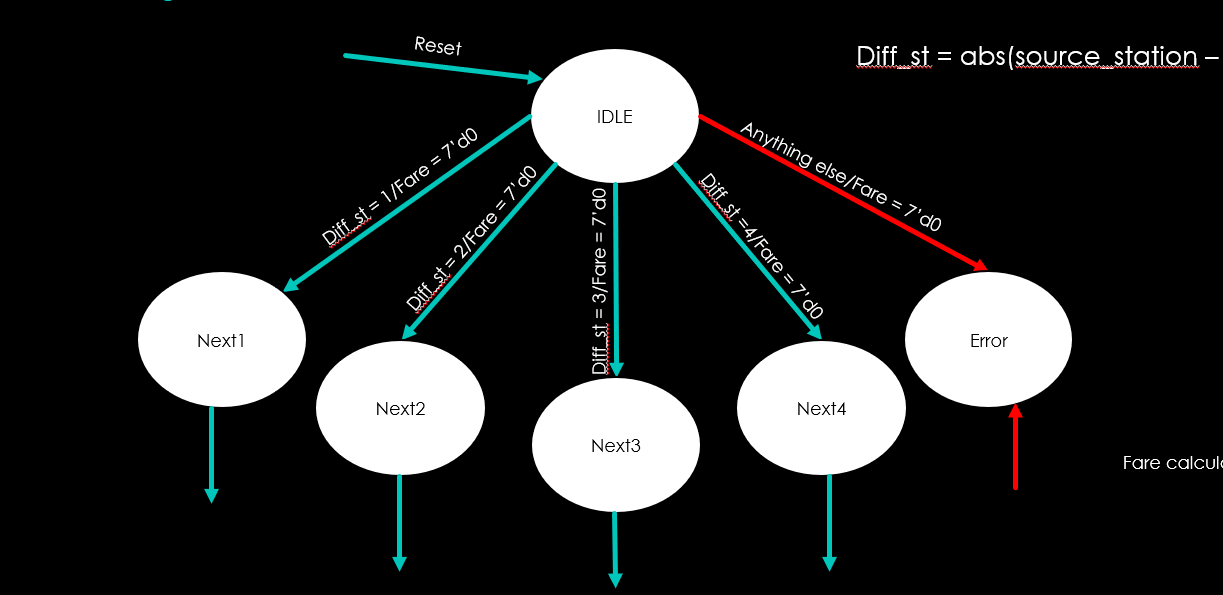 Reset
Diff_st = abs(source_station –
IDLE
Diff_st = 1/Fare = 7'd0
Diff_st = 2/Fare = 7'd0
Diff_st = 3/Fare = 7'd0
Diff_st =4/Fare = 7'd0
Anything else/Fare = 7'd0
Next1
Next2
Next3
Next4
Error
Fare calcul